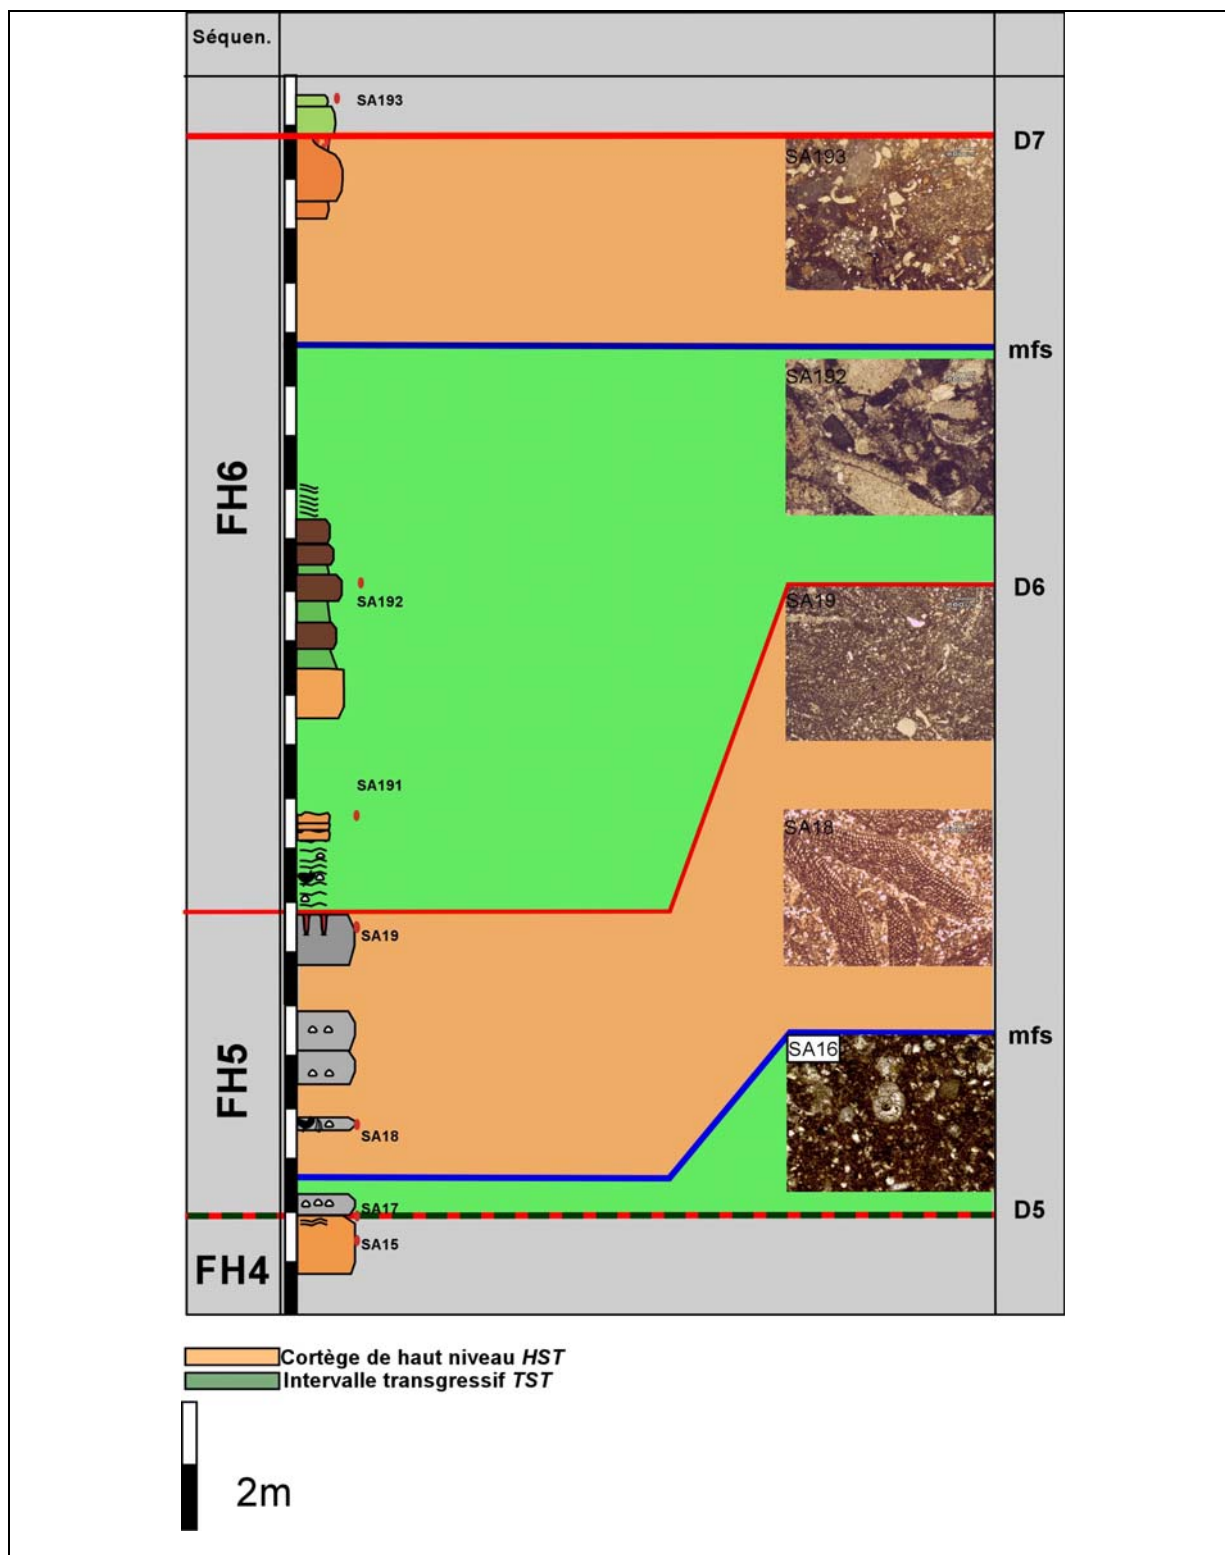 Séquen.
SA193
D7
SA193
mfs
SA192
FH6
SA192
D6
SA19
SA191
SA18
SA19
FH5
mfs
SA16
SA18
SA17
D5
SA15
FH4
Cortège de haut niveau HST
Intervalle transgressif TST
2m